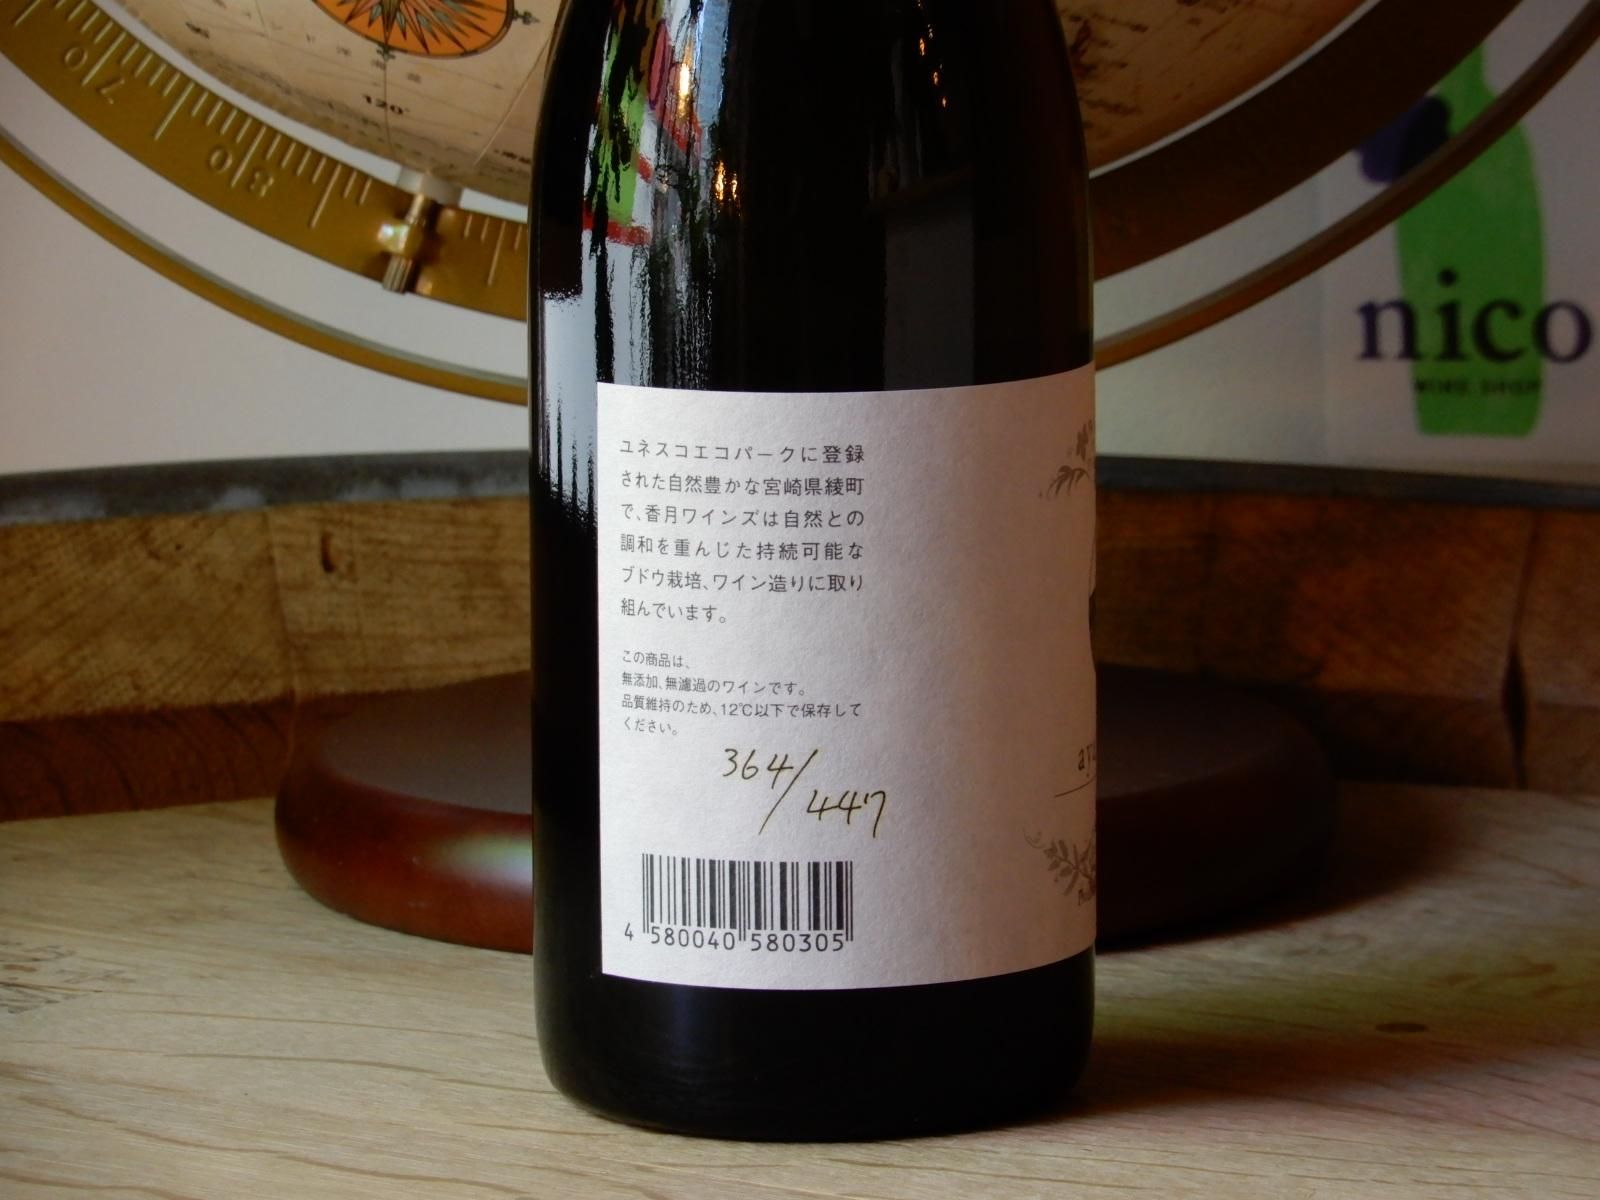 120°
70
80
nico
WINE SHOP
ユネスコエコパークに登録
された自然豊かな宮崎県綾町
で、香月ワインズは自然との
調和を重んじた持続可能な
ブドウ栽培、ワイン造りに取り
組んでいます。
この商品は、
無添加、無濾過のワインです。
品質維持のため、12℃以下で保存して
ください。
364/
447
4 580040 580305